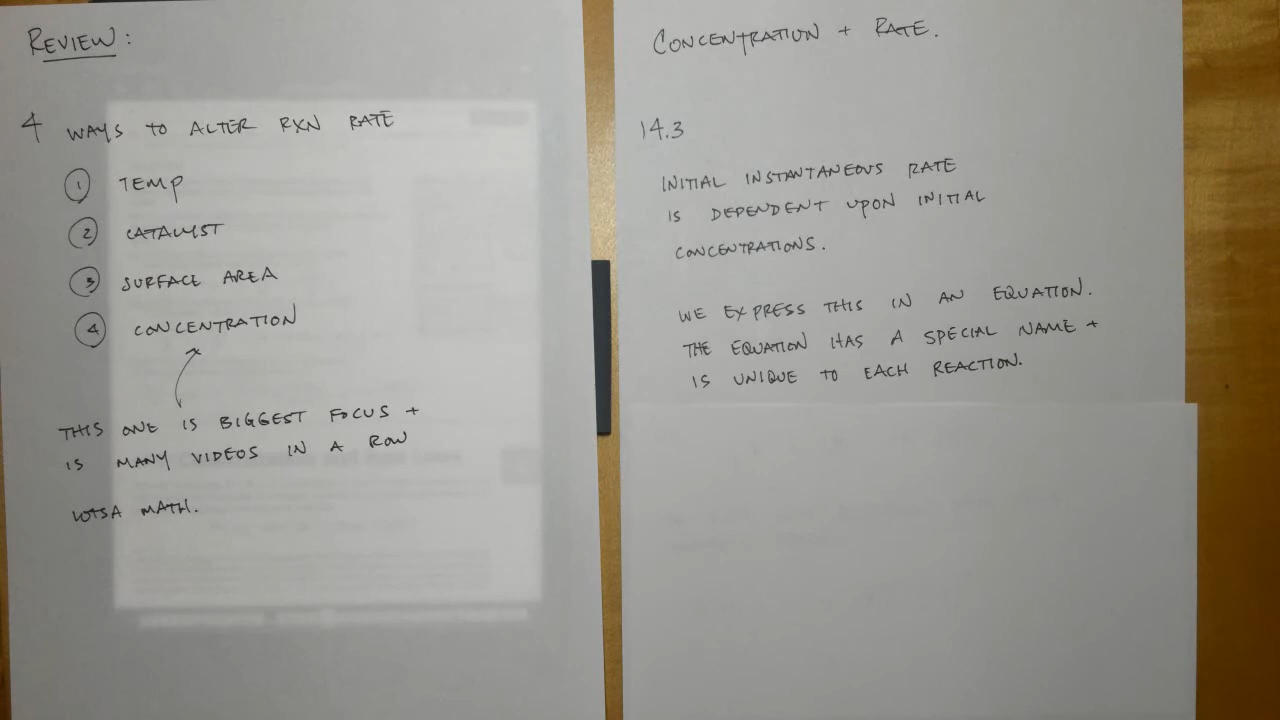 REVIEW:
4 WAYS TO ALTER RXN RATE
1 TEMP
2 CATALYST
3 SURFACE AREA
4 CONCENTRATION
THIS ONE IS BIGGEST FOCUS +
IS MANY VIDEOS IN A ROW
LOTSA MATH.
CONCENTRATION + RATE.
14.3
INITIAL INSTANTANEOUS RATE
IS DEPENDENT UPON INITIAL
CONCENTRATIONS.
WE EXPRESS THIS IN AN EQUATION.
THE EQUATION HAS A SPECIAL NAME +
IS UNIQUE TO EACH REACTION.